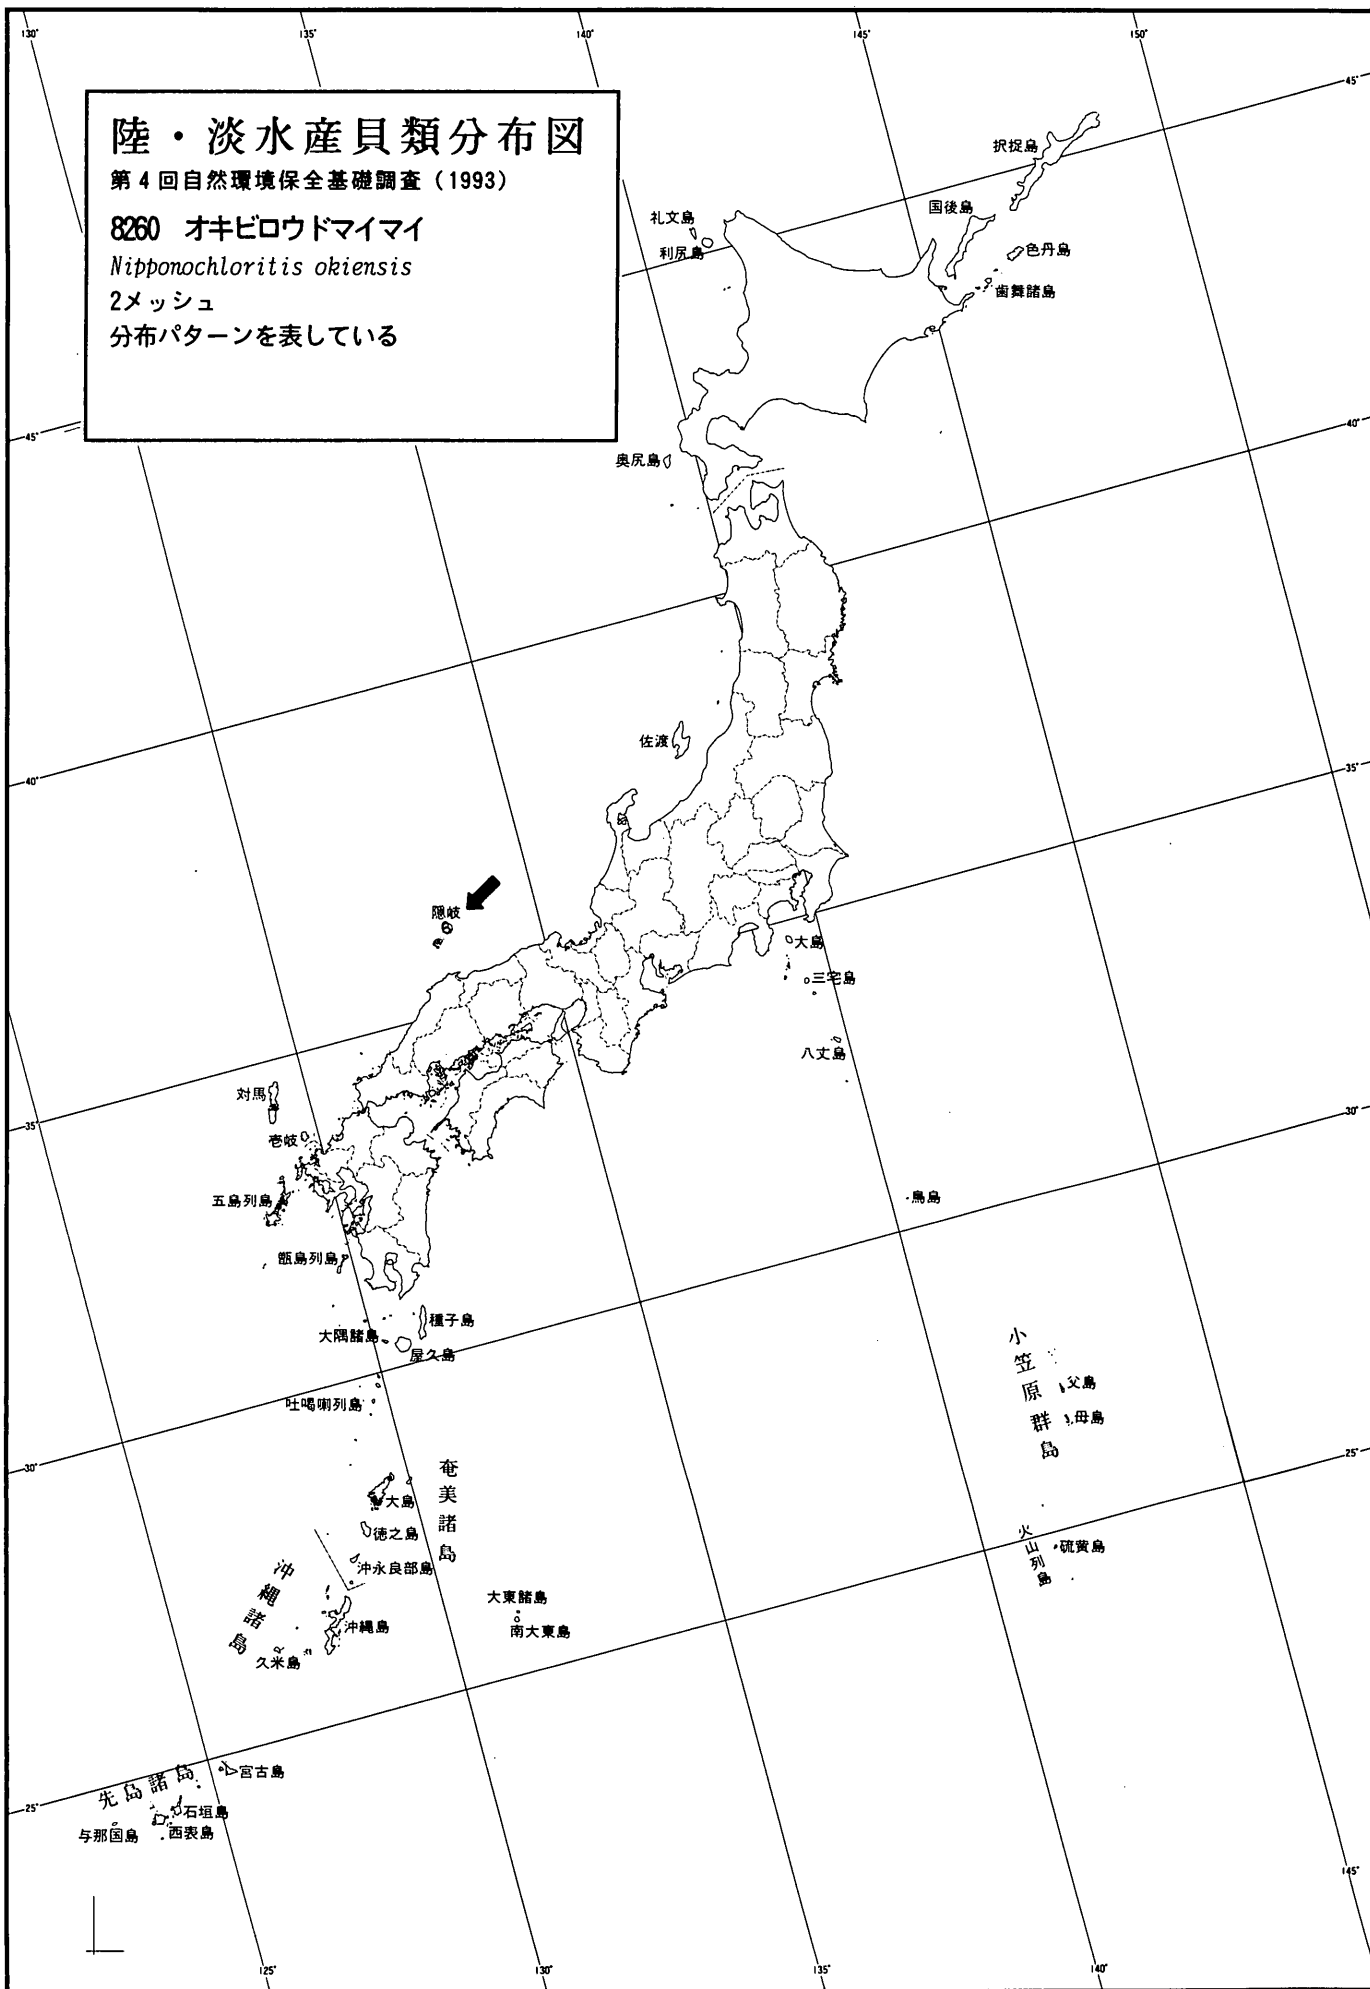 130°
135°
140°
145°
150°
陸・淡水産貝類分布図
第4回自然環境保全基礎調査（1993）
8260　オキビロウドマイマイ
Nipponochloritis okiensis
2メッシュ
分布パターンを表している
45°
択捉島
国後島
礼文島
利尻島
色丹島
歯舞諸島
45°
40°
奥尻島
佐渡
40°
35°
隠岐
大島
三宅島
八丈島
対馬
35°
壱岐
30°
五島列島
鳥島
甑島列島
種子島
大隅諸島
屋久島
吐噶喇列島
小笠原群島
父島
母島
25°
30°
奄美諸島
大島
徳之島
沖永良部島
火山列島
硫黄島
沖縄諸島
大東諸島
南大東島
沖縄島
久米島
先島諸島
宮古島
25°
石垣島
与那国島
西表島
145°
125°
130°
135°
140°